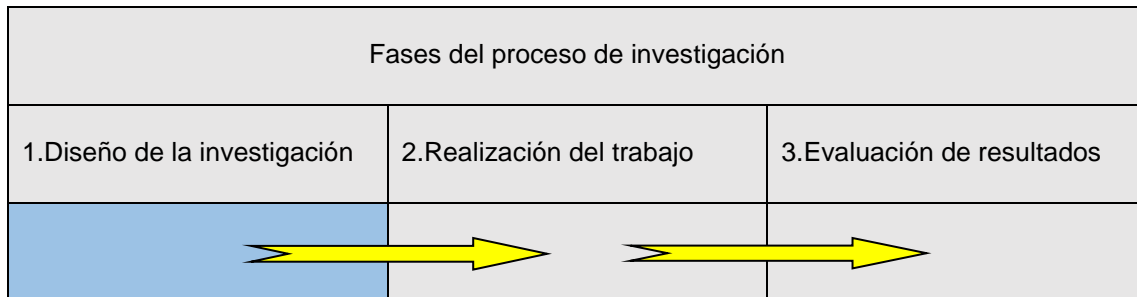 Fases del proceso de investigación
1.Diseño de la investigación
2.Realización del trabajo
3.Evaluación de resultados